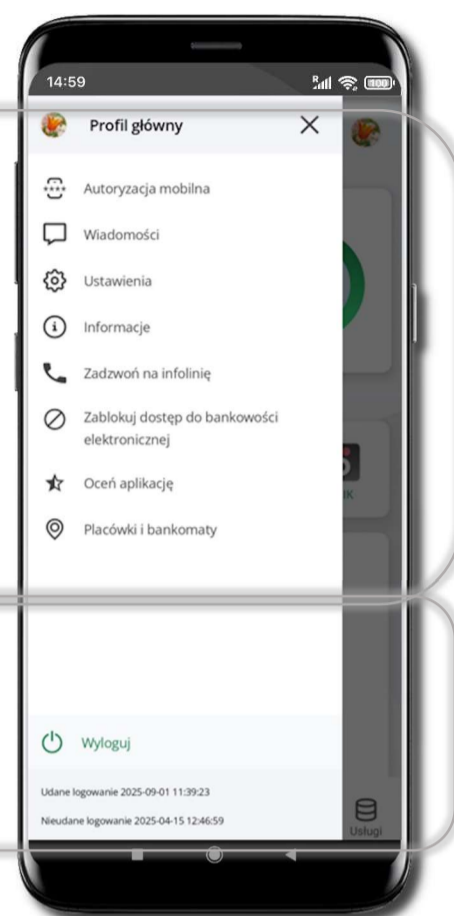 14:59
R
100
Profil główny
Autoryzacja mobilna
Wiadomości
Ustawienia
Informacje
Zadzwoń na infolinię
Zablokuj dostęp do bankowości
elektronicznej
IK
Oceń aplikację
Placówki i bankomaty
Wyloguj
Udane logowanie 2025-09-01 11:39:23
Nieudane logowanie 2025-04-15 12:46:59
Usługi